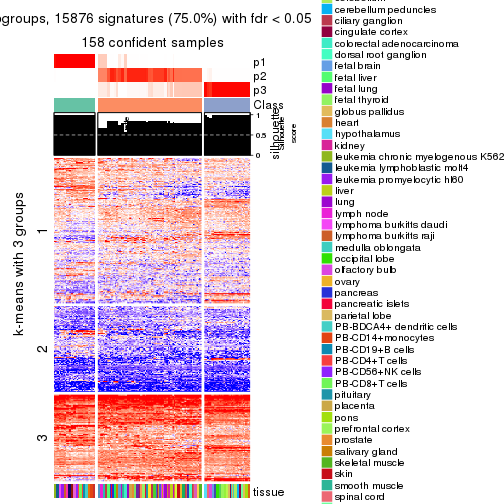 groups, 15876 signatures (75.0%) with fdr < 0.05
158 confident samples
p1
p2
p3
Class
1
0.5
0
silhouette
score
k-means with 3 groups
1
2
3
tissue
cerebellum peduncles
ciliary ganglion
cingulate cortex
colorectal adenocarcinoma
dorsal root ganglion
fetal brain
fetal liver
fetal lung
fetal thyroid
globus pallidus
heart
hypothalamus
kidney
leukemia chronic myelogenous K562
leukemia lymphoblastic molt4
leukemia promyelocytic hl60
liver
lung
lymph node
lymphoma burkitts daudi
lymphoma burkitts raji
medulla oblongata
occipital lobe
olfactory bulb
ovary
pancreas
pancreatic islets
parietal lobe
PB-BDCA4+ dendritic cells
PB-CD14+monocytes
PB-CD19+B cells
PB-CD4+T cells
PB-CD56+NK cells
PB-CD8+T cells
pituitary
placenta
pons
prefrontal cortex
prostate
salivary gland
skeletal muscle
skin
smooth muscle
spinal cord